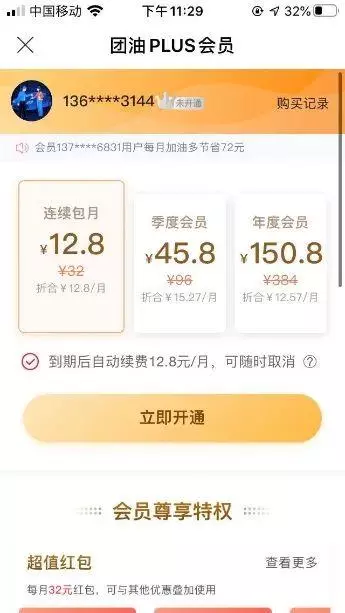 中国移动 下午11:29 32%
团油PLUS会员
136****3144 未开通 购买记录
会员137****6831用户每月加油多节省72元
连续包月
¥12.8
¥32
折合¥12.8/月
季度会员
¥45.8
¥96
折合¥15.27/月
年度会员
¥150.8
¥384
折合¥12.57/月
到期后自动续费12.8元/月，可随时取消 ?
立即开通
会员尊享特权
超值红包 查看更多
每月32元红包，可与其他优惠叠加使用